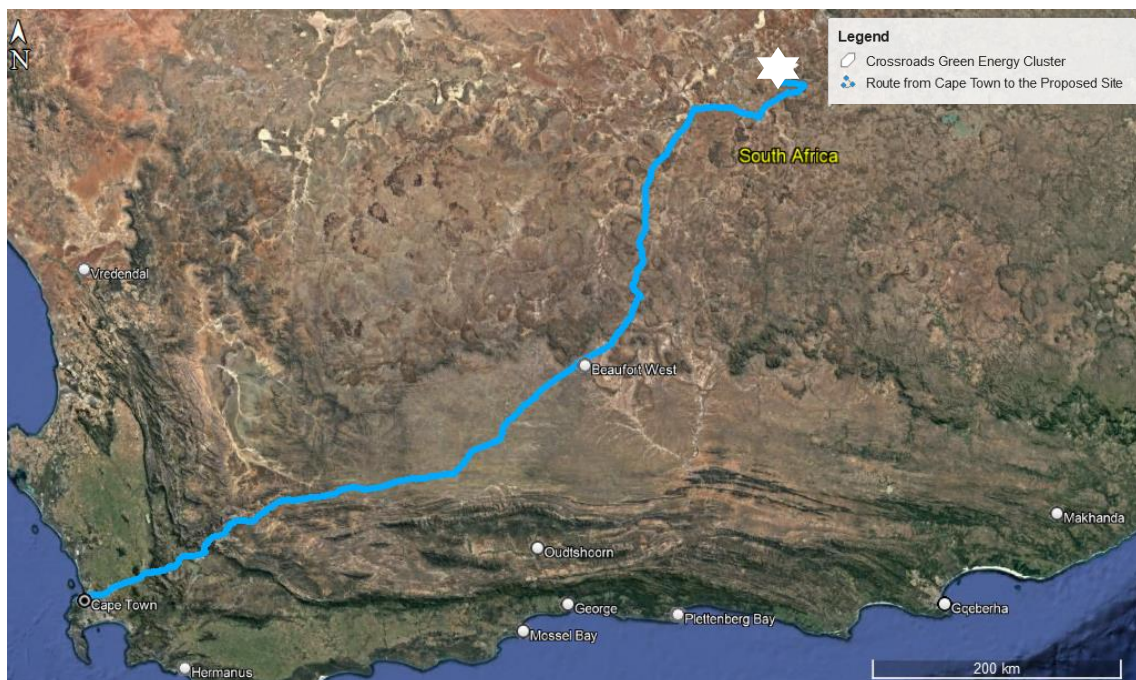 N
Legend
Crossroads Green Energy Cluster
Route from Cape Town to the Proposed Site
South Africa
Vredendal
Beaufort West
Makhanda
Oudtshoorn
Cape Town
George
Gqeberha
Plettenberg Bay
Mossel Bay
Hermanus
200 km